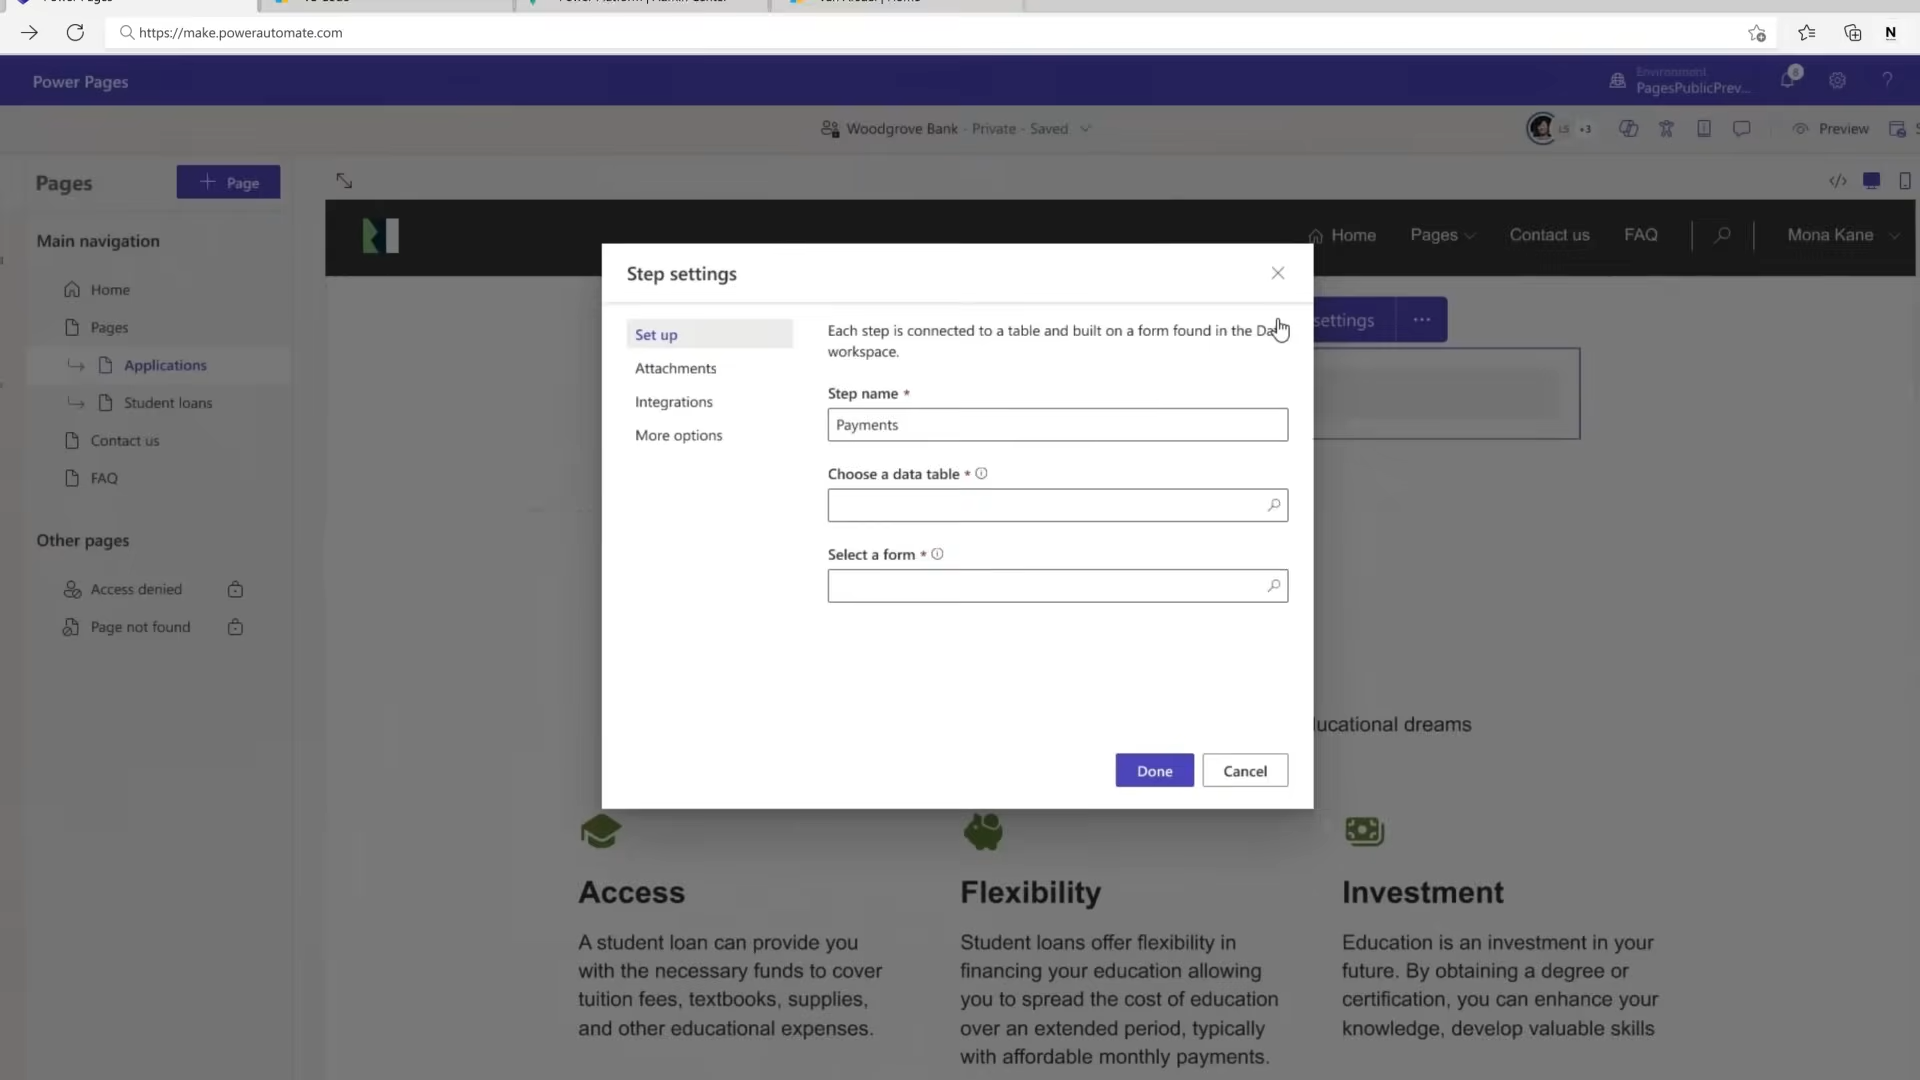 https://make.powerautomate.com
N
Power Pages
Environment
PagesPublicPrev...
8
?
Woodgrove Bank - Private - Saved
LS
+3
Preview
Pages
+ Page
Main navigation
Home
Pages
Applications
Student loans
Contact us
FAQ
Other pages
Access denied
Page not found
Home
Pages
Contact us
FAQ
Mona Kane
settings
...
Step settings
Set up
Attachments
Integrations
More options
Each step is connected to a table and built on a form found in the Da
workspace.
Step name *
Payments
Choose a data table *
Select a form *
Done
Cancel
ucational dreams
Access
A student loan can provide you
with the necessary funds to cover
tuition fees, textbooks, supplies,
and other educational expenses.
Flexibility
Student loans offer flexibility in
financing your education allowing
you to spread the cost of education
over an extended period, typically
with affordable monthly payments.
Investment
Education is an investment in your
future. By obtaining a degree or
certification, you can enhance your
knowledge, develop valuable skills